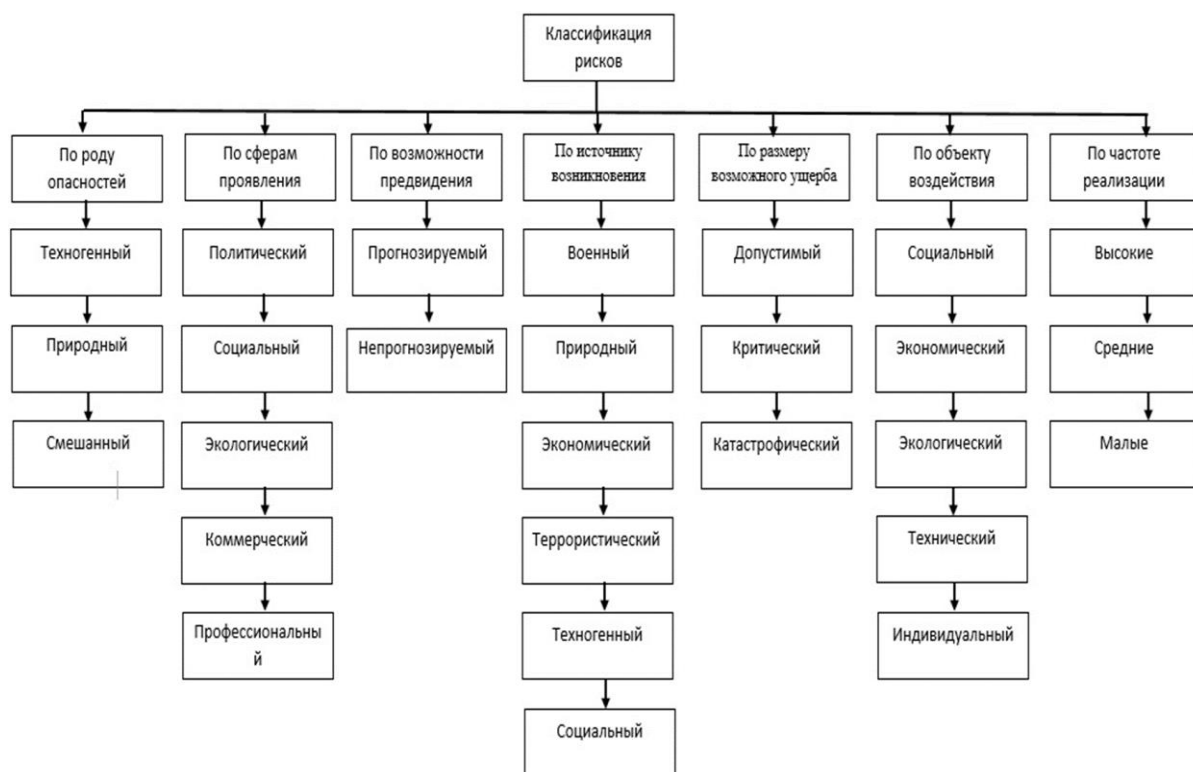 Классификация
рисков
По роду
опасностей
Техногенный
Природный
Смешанный
По сферам
проявления
Политический
Социальный
Экологический
Коммерческий
Профессиональны
й
По возможности
предвидения
Прогнозируемый
Непрогнозируемый
По источнику
возникновения
Военный
Природный
Экономический
Террористический
Техногенный
Социальный
По размеру
возможного ущерба
Допустимый
Критический
Катастрофический
По объекту
воздействия
Социальный
Экономический
Экологический
Технический
Индивидуальный
По частоте
реализации
Высокие
Средние
Малые